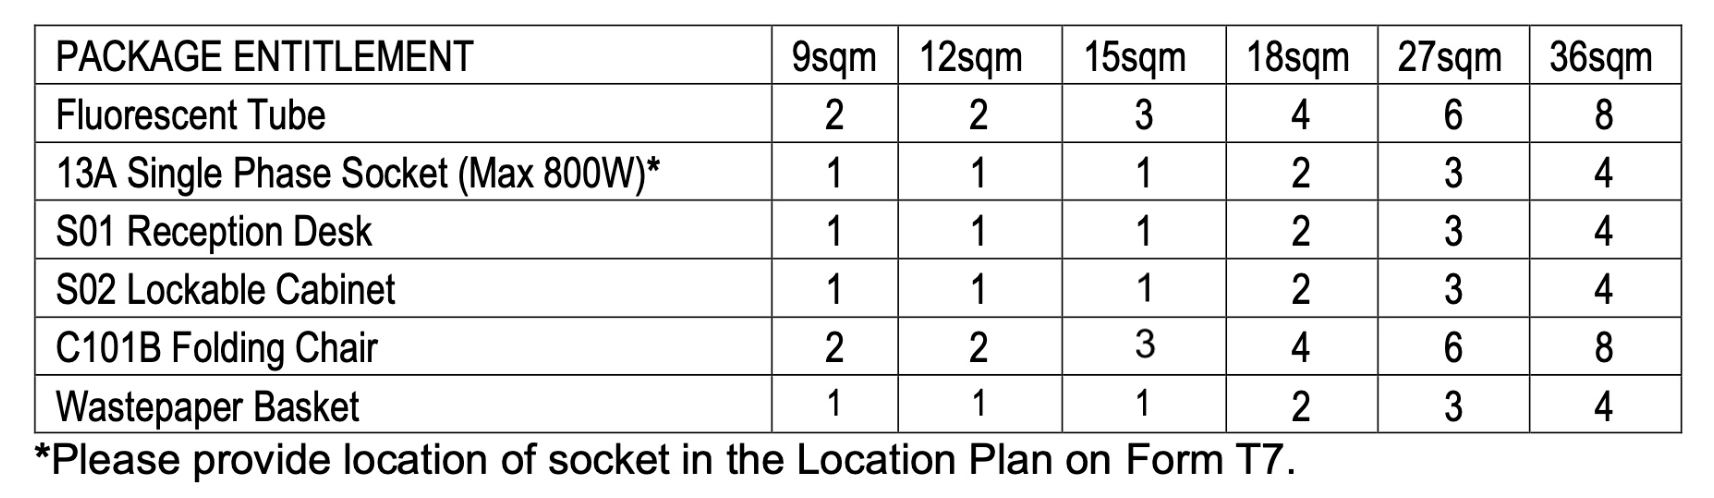 PACKAGE ENTITLEMENT 9sqm 12sqm 15sqm 18sqm 27sqm 36sqm
Fluorescent Tube 2 2 3 4 6 8
13A Single Phase Socket (Max 800W)* 1 1 1 2 3 4
S01 Reception Desk 1 1 1 2 3 4
S02 Lockable Cabinet 1 1 1 2 3 4
C101B Folding Chair 2 2 3 4 6 8
Wastepaper Basket 1 1 1 2 3 4
*Please provide location of socket in the Location Plan on Form T7.